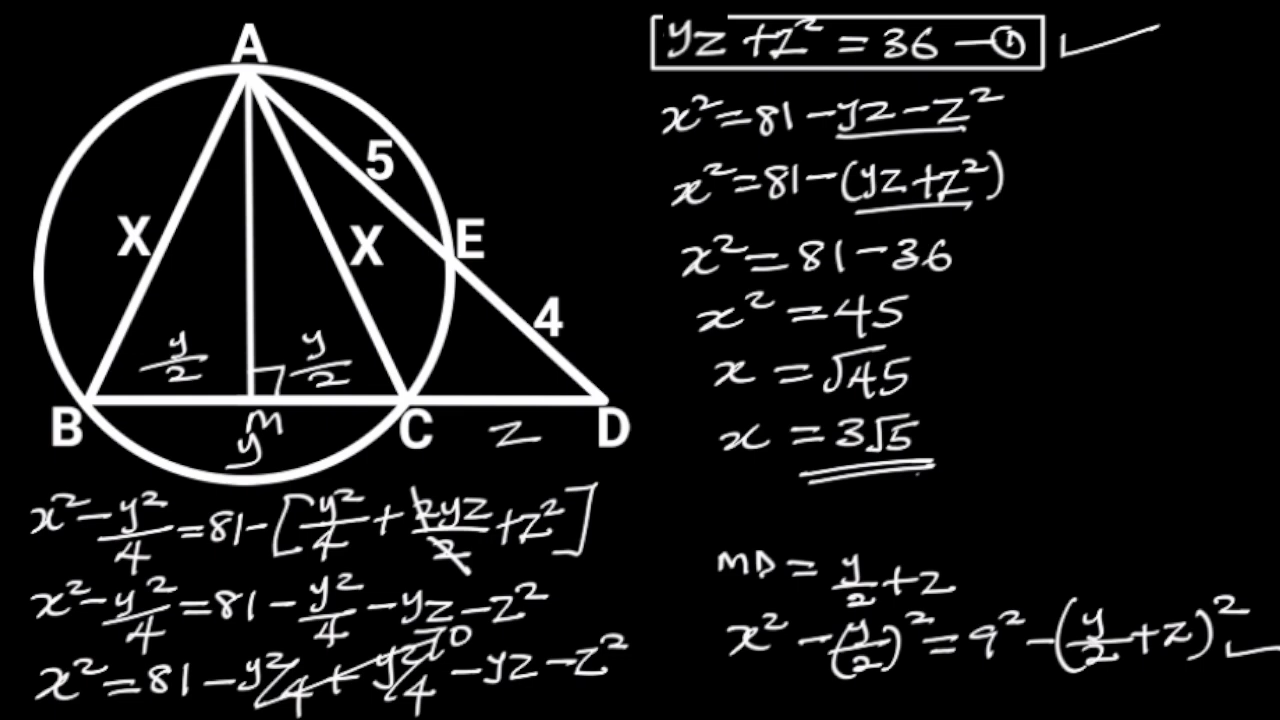 A
5
E
X
X
4
y/2
y/2
B
M
C
D
y
z
x² - y²/4 = 81 - [y²/4 + 2yz/2 + z²]
x² - y²/4 = 81 - y²/4 - yz - z²
x² = 81 - y²/4 + y²/4 - yz - z²
yz + z² = 36 — ①
x² = 81 - yz - z²
x² = 81 - (yz + z²)
x² = 81 - 36
x² = 45
x = √45
x = 3√5
MD = y/2 + z
x² - (y/2)² = 9² - (y/2 + z)²